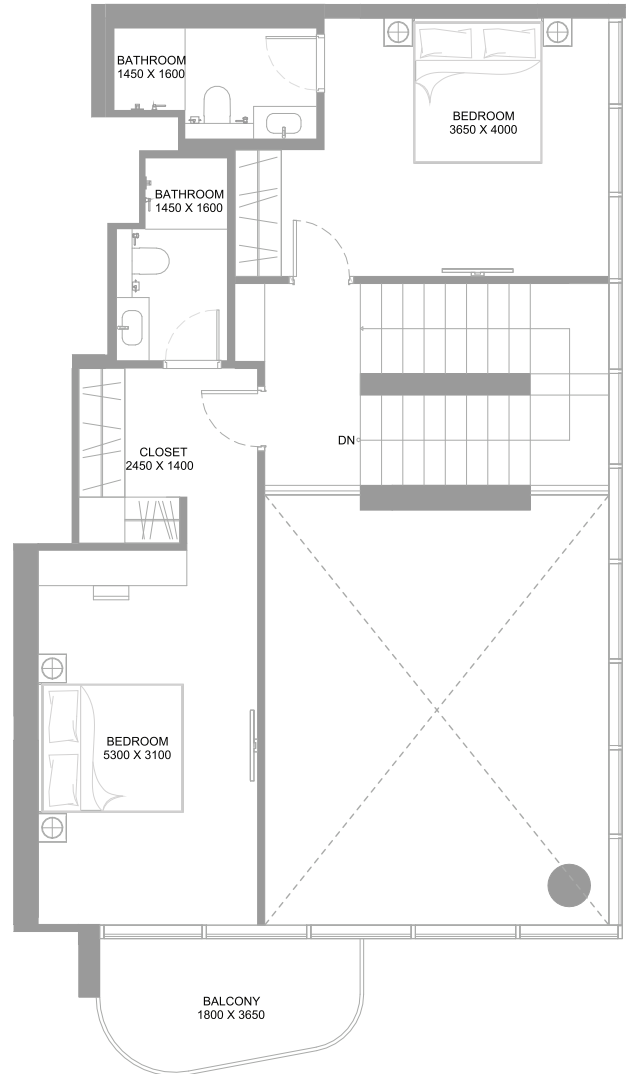 BATHROOM
1450 X 1600
BEDROOM
3650 X 4000
BATHROOM
1450 X 1600
DN
CLOSET
2450 X 1400
BEDROOM
5300 X 3100
BALCONY
1800 X 3650